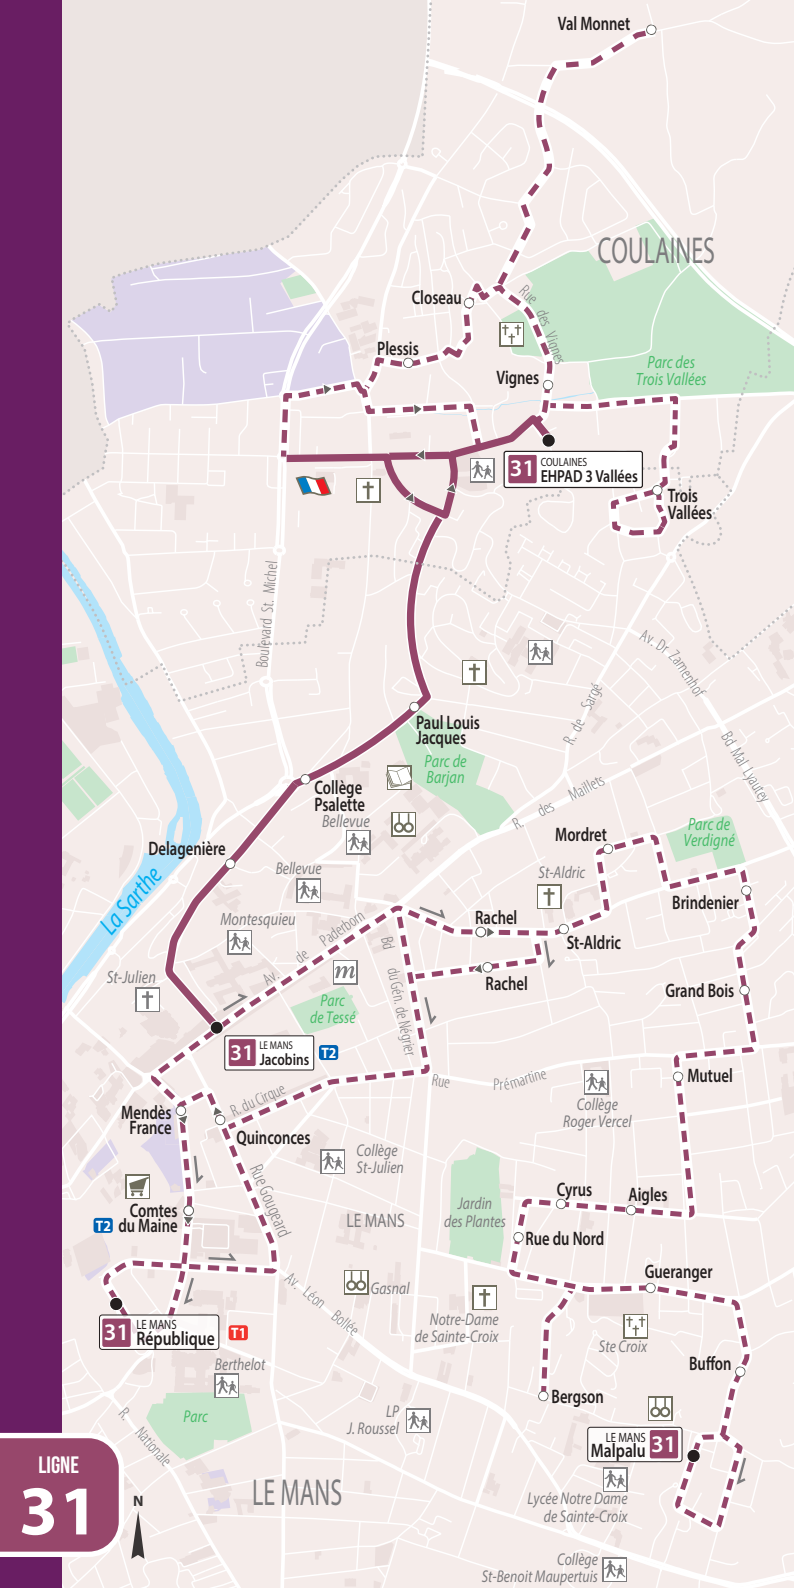 Val Monnet
COULAINES
Closeau
Rue des Vignes
Plessis
Parc des
Trois Vallées
Vignes
31
COULAINES
EHPAD 3 Vallées
Trois
Vallées
Boulevard St. Michel
Av. Dr Zamenhof
R. de Sargé
Bd Mal Lyautey
Paul Louis
Jacques
Parc de
Barjan
Collège
Psalette
Bellevue
R. des Maillets
Mordret
Parc de
Verdigné
Delagenière
Bellevue
St-Aldric
La Sarthe
Montesquieu
Av. de Paderborn
Rachel
St-Aldric
Brindenier
m
Bd du Gén. de Négrier
Rachel
Grand Bois
St-Julien
Parc
de Tessé
31
LE MANS
Jacobins
T2
Rue Prémartine
Mutuel
Mendès
France
R. du Cirque
Collège
Roger Vercel
Quinconces
Collège
St-Julien
Rue Gougeard
Comtes
du Maine
T2
LE MANS
Jardin
des Plantes
Cyrus
Aigles
Rue du Nord
Gueranger
Av. Léon Bollée
Gasnal
31
LE MANS
République
T1
Notre-Dame
de Sainte-Croix
Ste Croix
Berthelot
Buffon
Bergson
Parc
R. Nationale
LP
J. Roussel
LE MANS
Malpalu
31
LIGNE
31
N
LE MANS
Lycée Notre Dame
de Sainte-Croix
Collège
St-Benoit Maupertuis